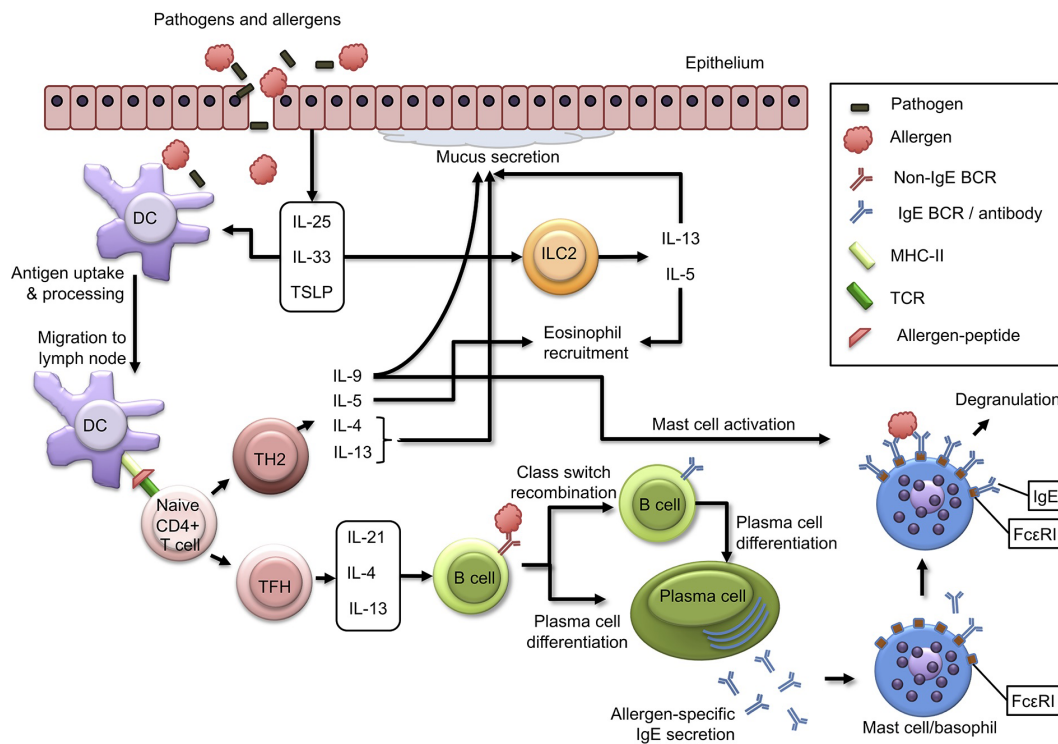 Pathogens and allergens
Epithelium
Mucus secretion
DC
IL-25
IL-33
TSLP
ILC2
IL-13
IL-5
Antigen uptake
& processing
Migration to
lymph node
Eosinophil
recruitment
DC
IL-9
IL-5
IL-4
IL-13
TH2
Mast cell activation
Naive
CD4+
T cell
TFH
IL-21
IL-4
IL-13
B cell
Class switch
recombination
B cell
Plasma cell
differentiation
Plasma cell
differentiation
Plasma cell
Allergen-specific
IgE secretion
Degranulation
IgE
FcεRI
FcεRI
Mast cell/basophil
Pathogen
Allergen
Non-IgE BCR
IgE BCR / antibody
MHC-II
TCR
Allergen-peptide